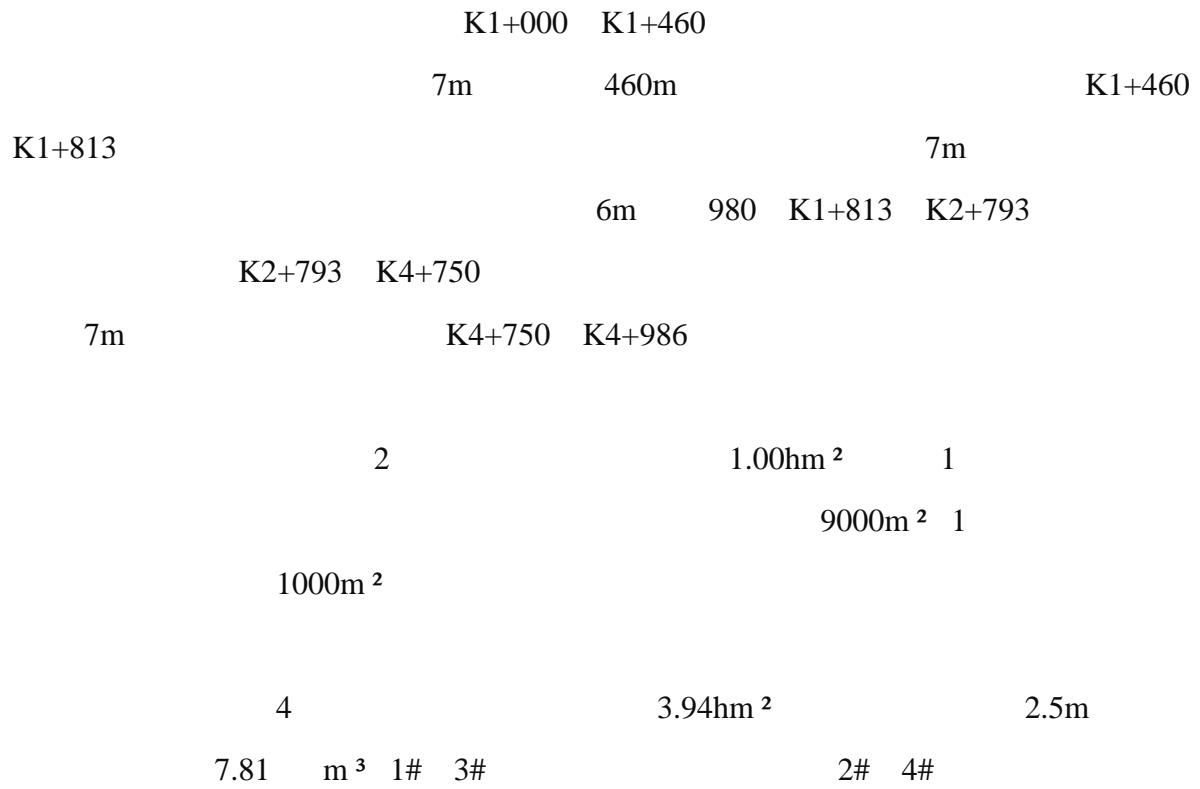 K1+000 K1+460
7m 460m K1+460
K1+813 7m
6m 980 K1+813 K2+793
K2+793 K4+750
7m K4+750 K4+986
2 1.00hm² 1
9000m² 1
1000m²
4 3.94hm² 2.5m
7.81 m³ 1# 3# 2# 4#